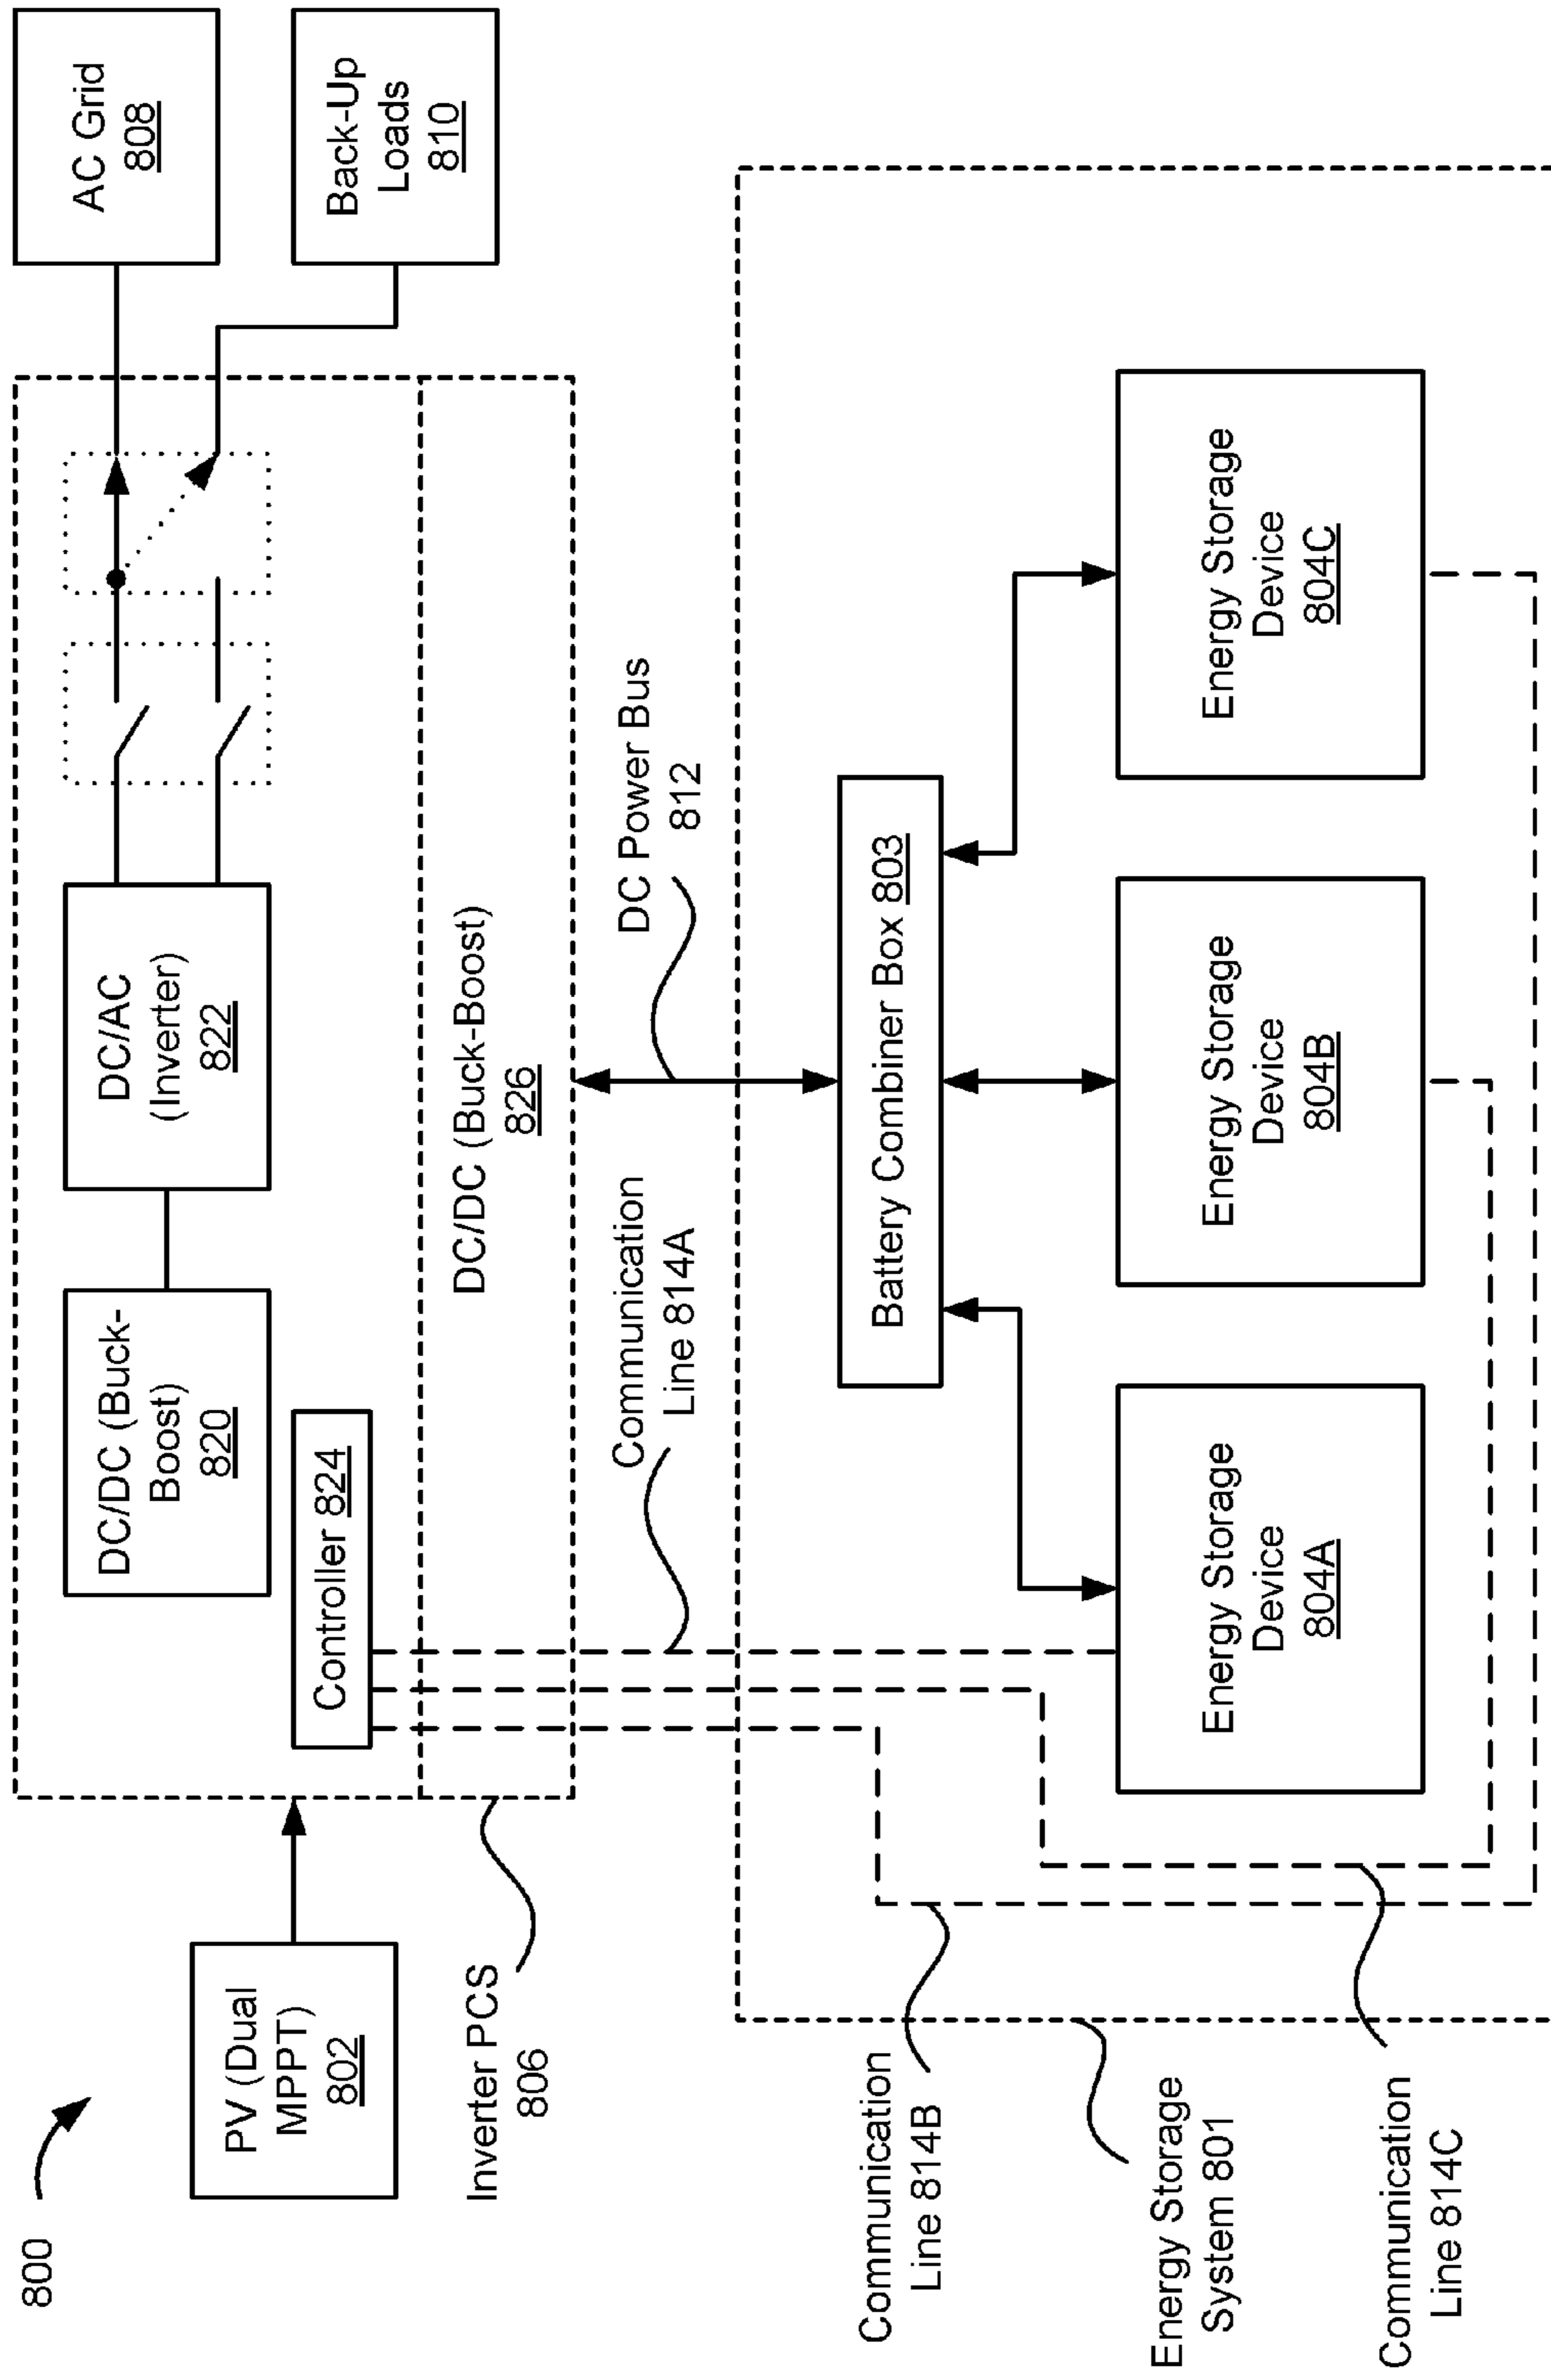 800
PV (Dual
MPPT)
802
DC/DC (Buck-
Boost)
820
DC/AC
(Inverter)
822
AC Grid
808
Back-Up
Loads
810
Controller 824
DC/DC (Buck-Boost)
826
Inverter PCS
806
Communication
Line 814A
DC Power Bus
812
Battery Combiner Box 803
Communication
Line 814B
Energy Storage
System 801
Communication
Line 814C
Energy Storage
Device
804A
Energy Storage
Device
804B
Energy Storage
Device
804C